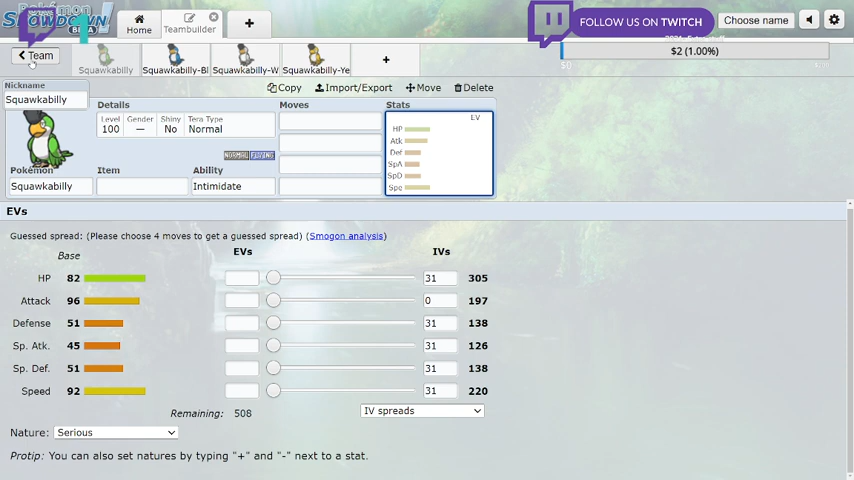 Pokémon
SHOWDOWN
BETA
Home
Teambuilder
FOLLOW US ON TWITCH
Choose name
Team
Squawkabilly
Squawkabilly-Bl
Squawkabilly-W
Squawkabilly-Ye
$2 (1.00%)
Copy Import/Export Move Delete
Nickname
Squawkabilly
Details
Level Gender Shiny Tera Type
100 — No Normal
NORMAL FLYING
Pokémon
Squawkabilly
Item
Ability
Intimidate
Moves
Stats
EV
HP
Atk
Def
SpA
SpD
Spe
EVs
Guessed spread: (Please choose 4 moves to get a guessed spread) (Smogon analysis)
Base EVs IVs
HP 82 31 305
Attack 96 0 197
Defense 51 31 138
Sp. Atk. 45 31 126
Sp. Def. 51 31 138
Speed 92 31 220
Remaining: 508 IV spreads
Nature: Serious
Protip: You can also set natures by typing "+" and "-" next to a stat.